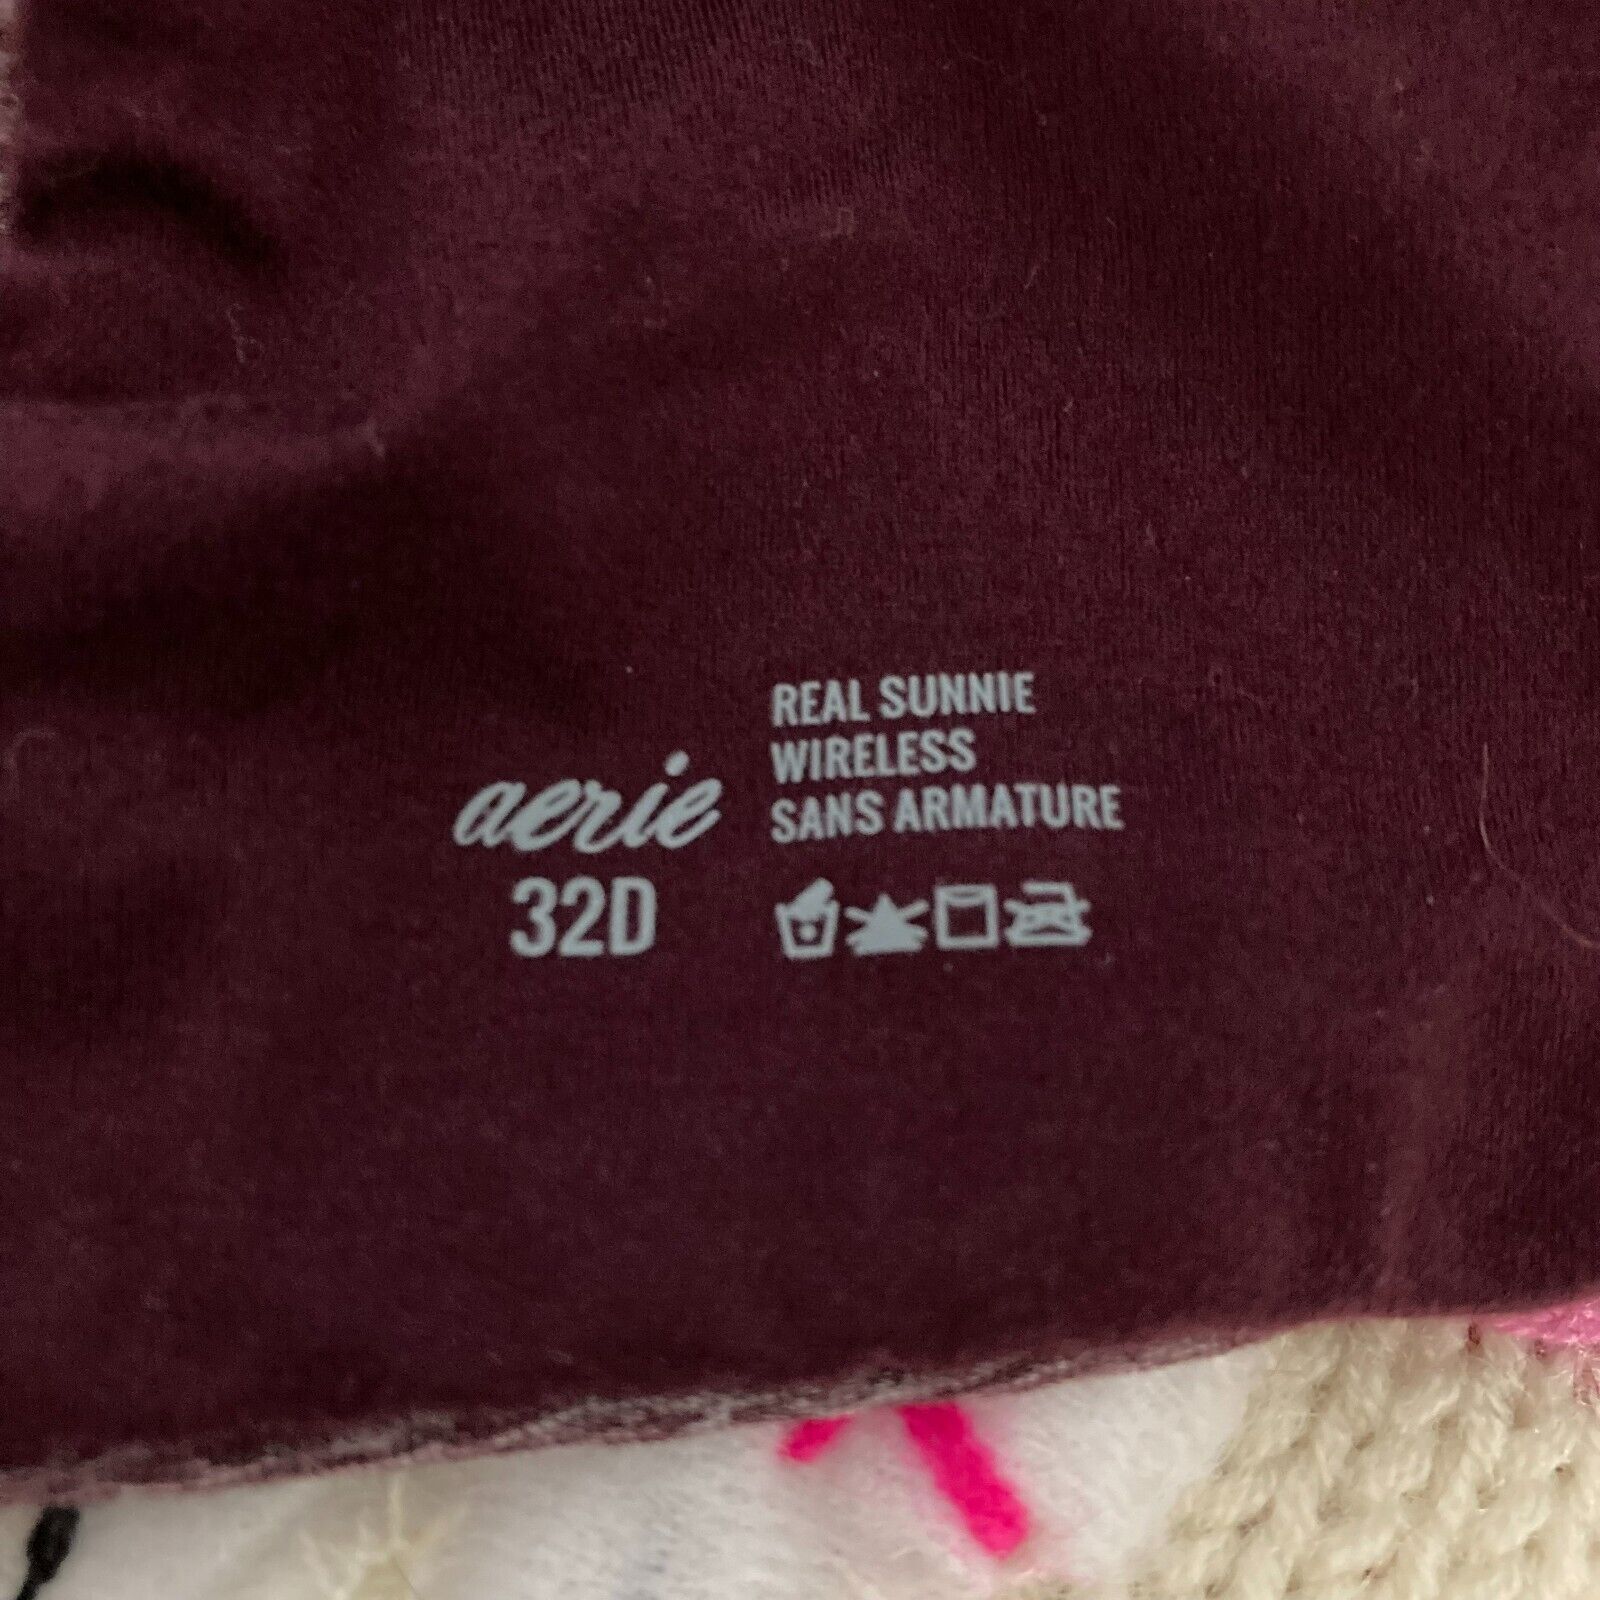 aerie
32D
REAL SUNNIE
WIRELESS
SANS ARMATURE